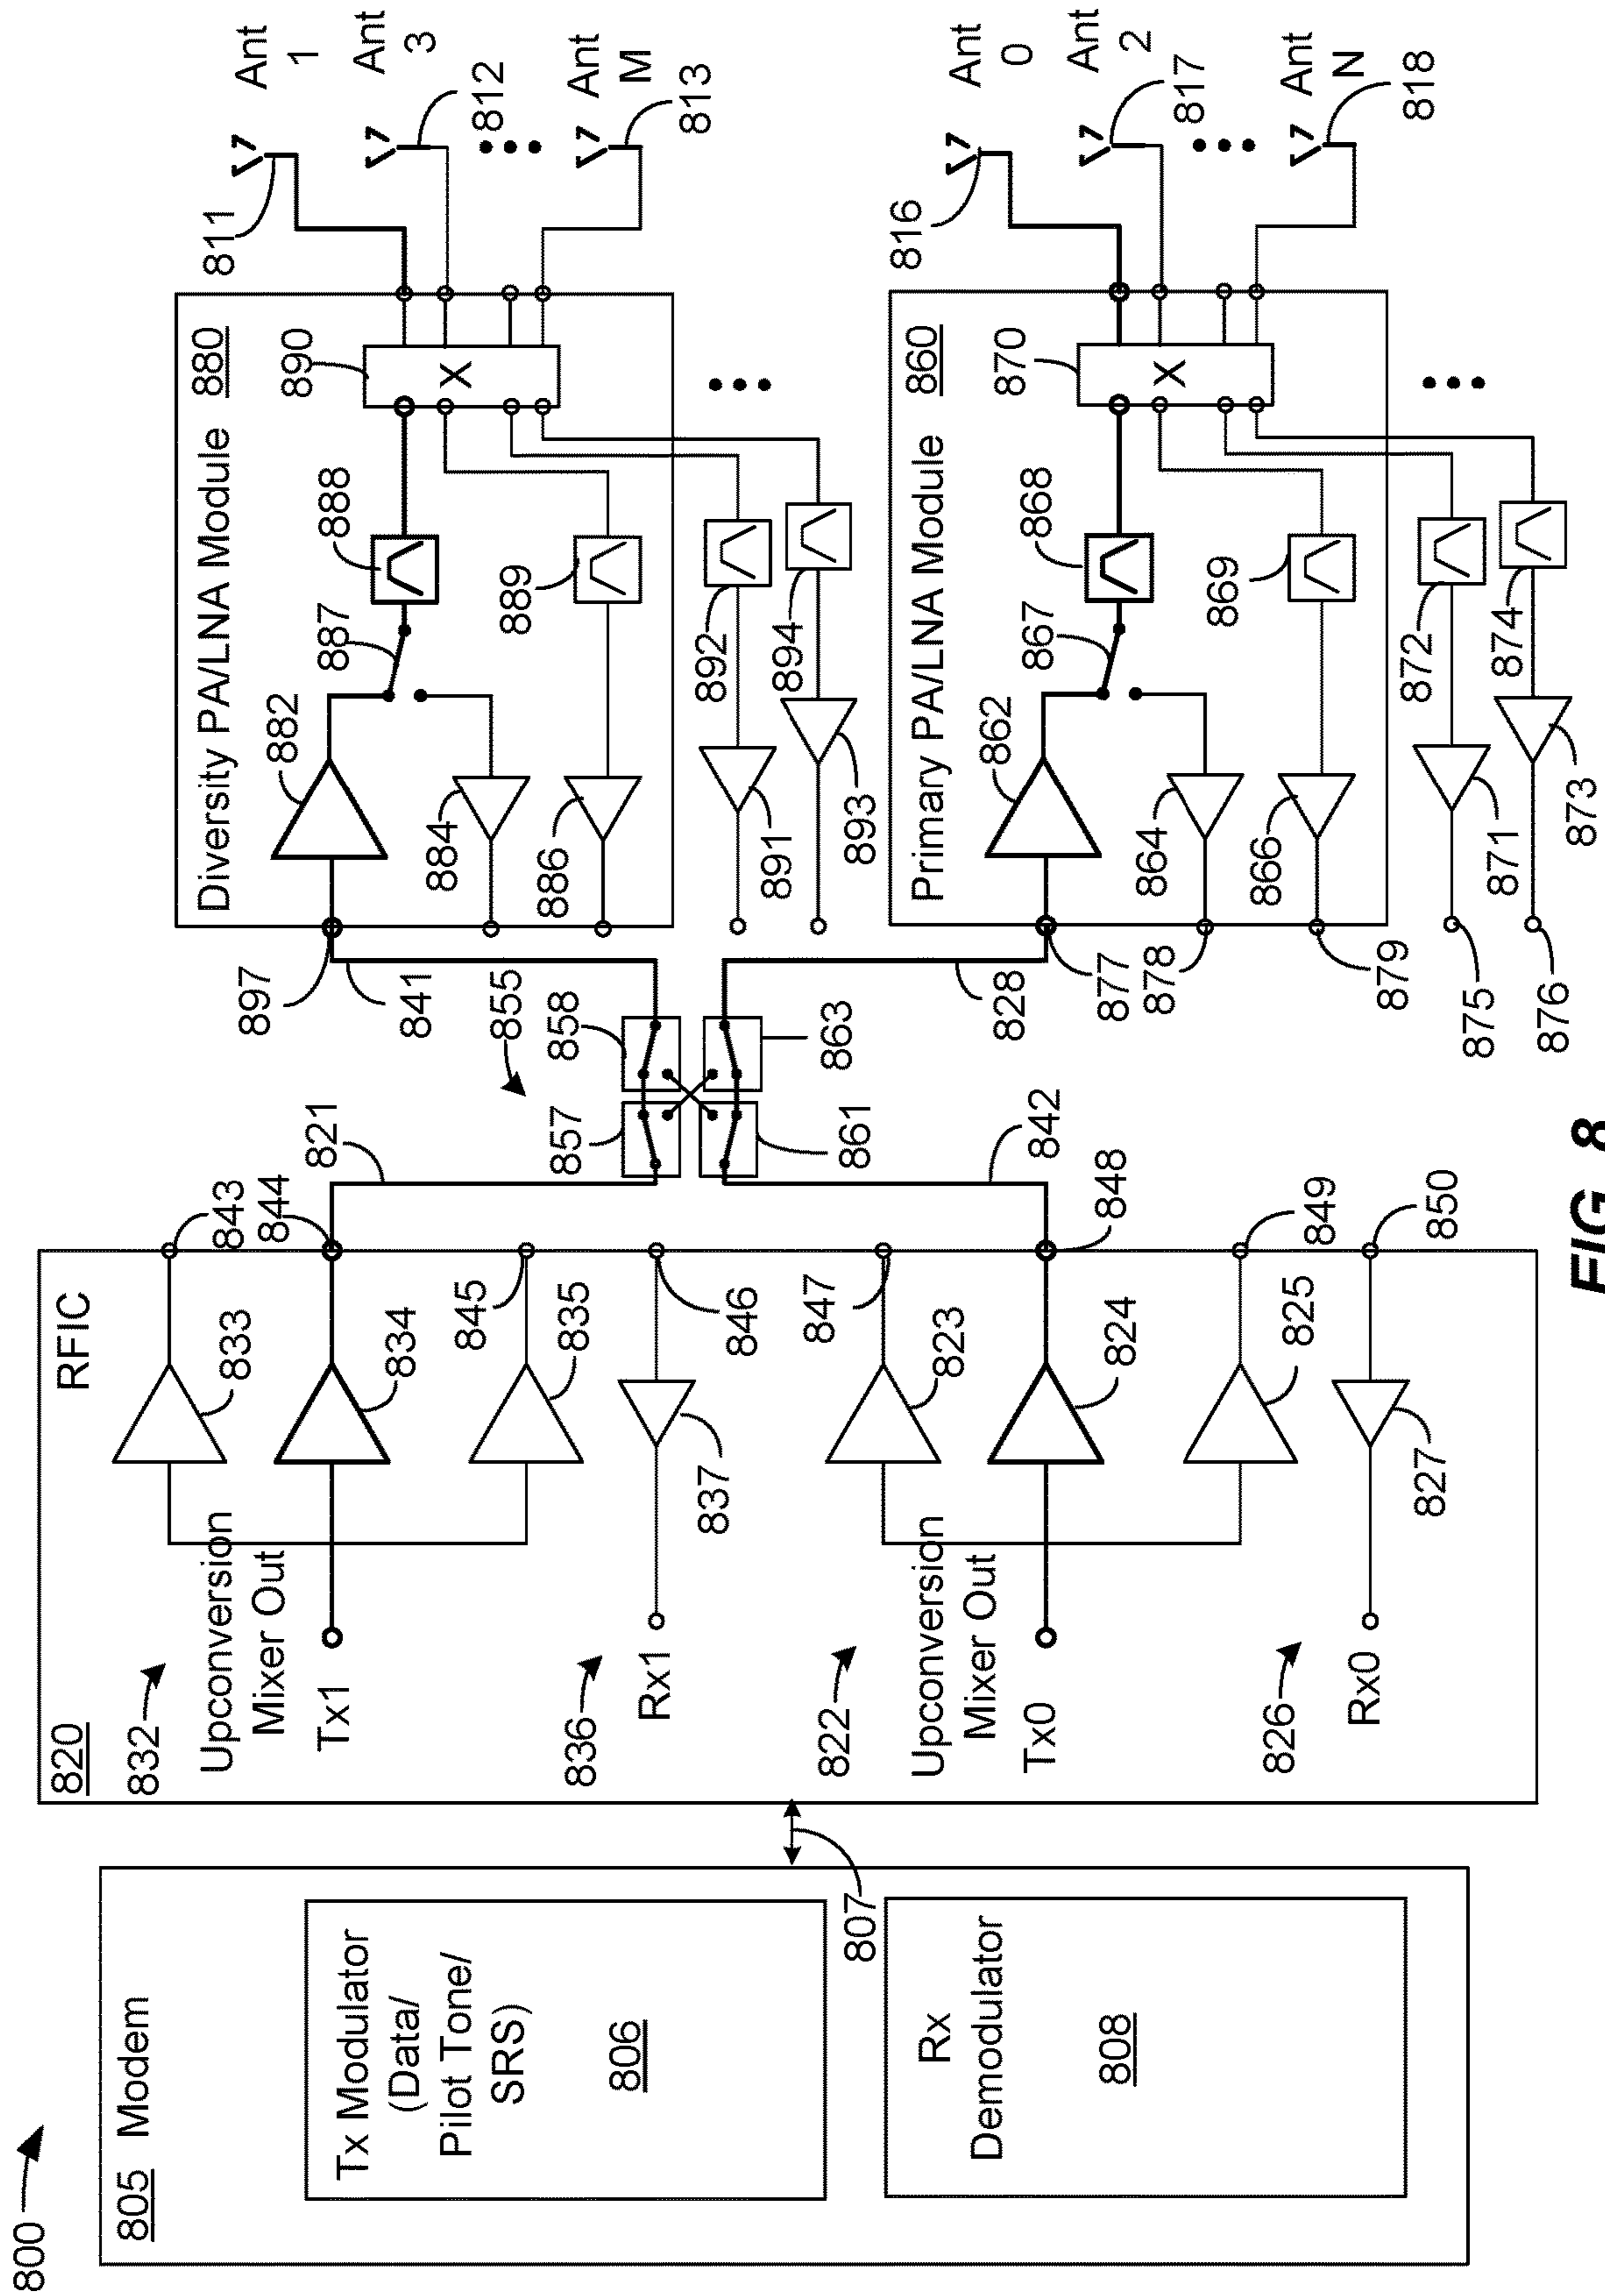 800
805 Modem
Tx Modulator
(Data/
Pilot Tone/
SRS)
806
Rx
Demodulator
808
807
820
RFIC
832
Upconversion
Mixer Out
Tx1
833
834
835
836
Rx1
837
843
844
845
846
822
Upconversion
Mixer Out
Tx0
823
824
825
826
Rx0
827
847
848
849
850
821
842
855
857
858
861
863
841
828
897
Diversity PA/LNA Module 880
882
884
886
887
888
889
890
X
891
892
893
894
877
878
879
875
876
Primary PA/LNA Module 860
862
864
866
867
868
869
870
X
871
872
873
874
811
Ant
1
Ant
3
812
Ant
M
813
816
Ant
0
Ant
2
817
Ant
N
818
FIG. 8